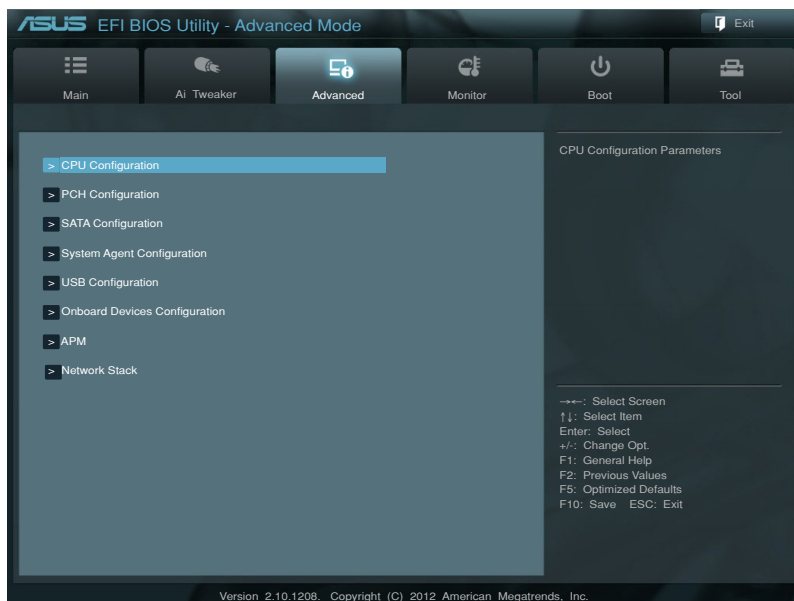 ASUS EFI BIOS Utility - Advanced Mode
Exit
Main
Ai Tweaker
Advanced
Monitor
Boot
Tool
> CPU Configuration
> PCH Configuration
> SATA Configuration
> System Agent Configuration
> USB Configuration
> Onboard Devices Configuration
> APM
> Network Stack
CPU Configuration Parameters
→←: Select Screen
↑↓: Select Item
Enter: Select
+/-: Change Opt.
F1: General Help
F2: Previous Values
F5: Optimized Defaults
F10: Save ESC: Exit
Version 2.10.1208. Copyright (C) 2012 American Megatrends, Inc.